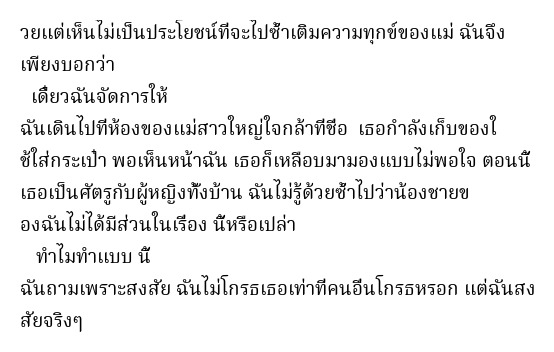 วยแต่เห็นไม่เป็นประโยชน์ที่จะไปซ้ำเติมความทุกข์ของแม่ ฉันจึง
เพียงบอกว่า
เดี๋ยวฉันจัดการให้
ฉันเดินไปที่ห้องของแม่สาวใหญ่ใจกล้าที่ชื่อ เธอกำลังเก็บของใ
ช้ใส่กระเป๋า พอเห็นหน้าฉัน เธอก็เหลือบมามองแบบไม่พอใจ ตอนนี้
เธอเป็นศัตรูกับผู้หญิงทั้งบ้าน ฉันไม่รู้ด้วยซ้ำไปว่าน้องชายข
องฉันไม่ได้มีส่วนในเรื่อง นี้หรือเปล่า
ทำไมทำแบบ นี้
ฉันถามเพราะสงสัย ฉันไม่โกรธเธอเท่าที่คนอื่นโกรธหรอก แต่ฉันสง
สัยจริงๆ